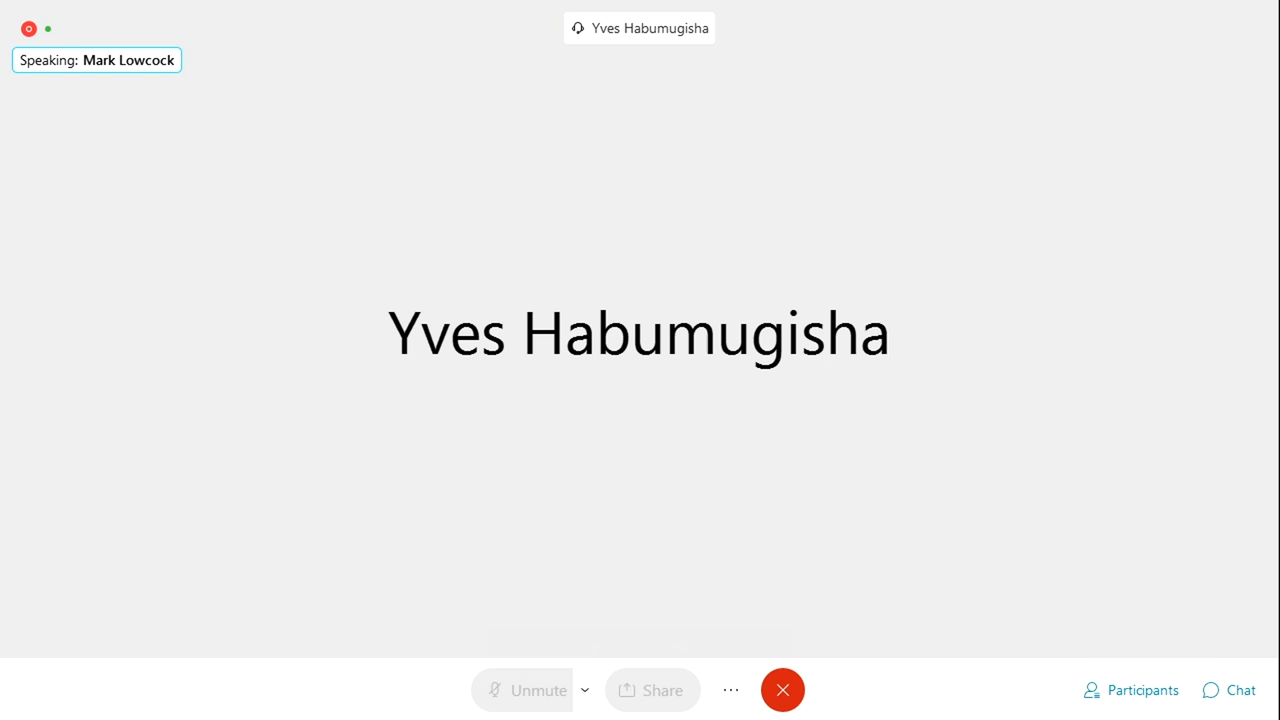 Yves Habumugisha
Speaking: Mark Lowcock
Yves Habumugisha
Unmute
Share
Participants
Chat